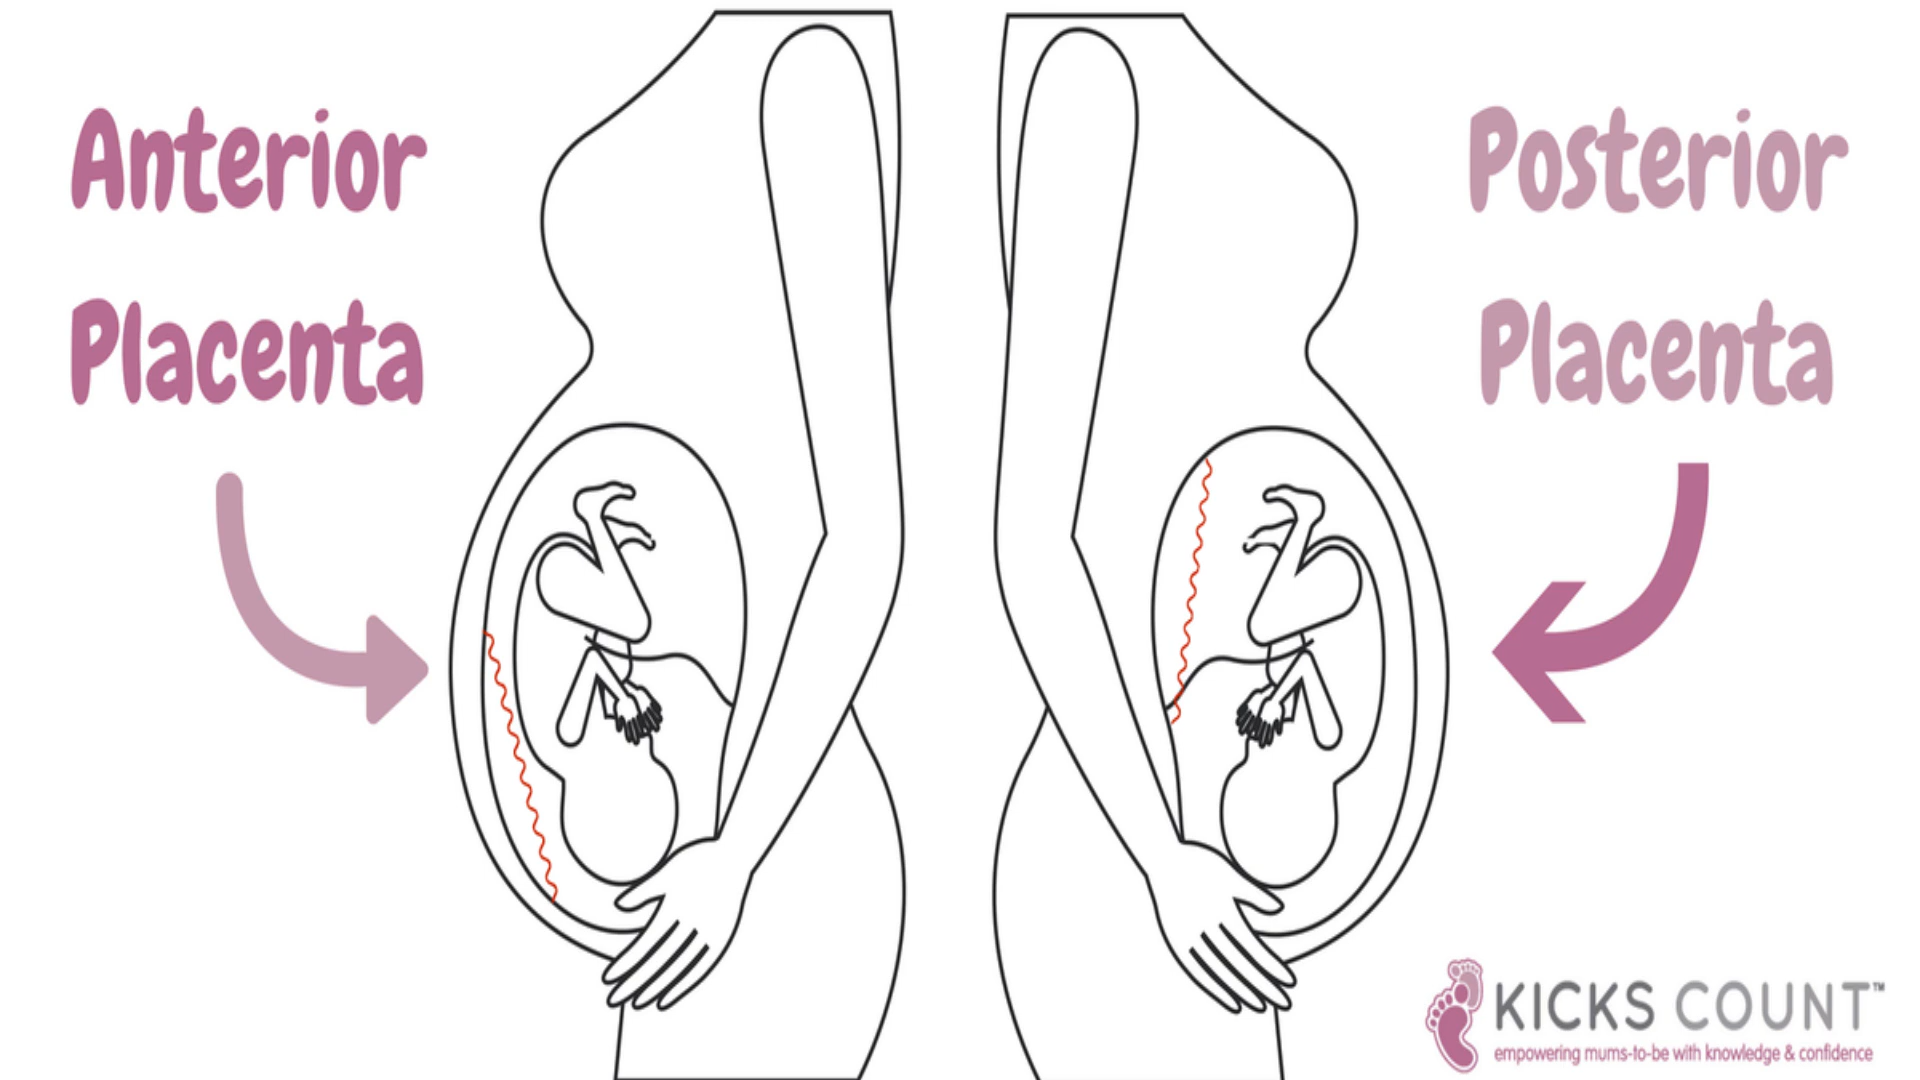 Anterior
Placenta
Posterior
Placenta
KICKS COUNT™
empowering mums-to-be with knowledge & confidence